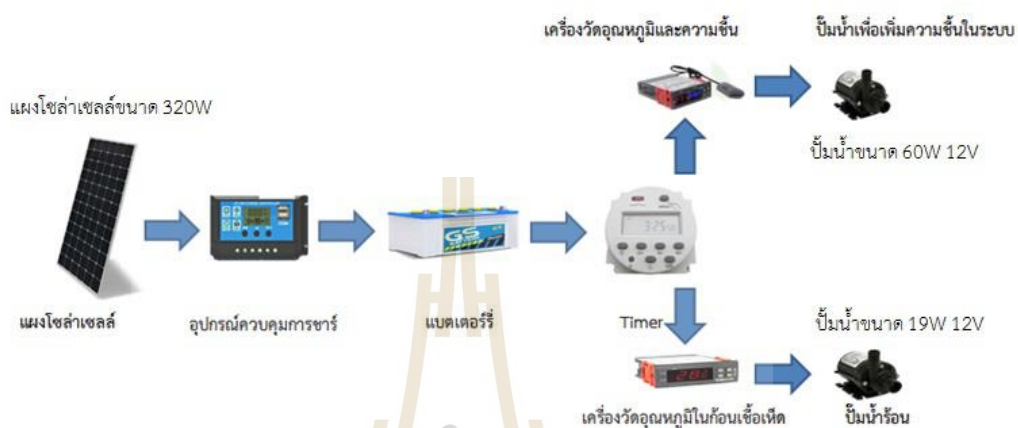 เครื่องวัดอุณหภูมิและความชื้น
ปั๊มน้ำเพื่อเพิ่มความชื้นในระบบ
แผงโซล่าเซลล์ขนาด 320W
ปั้มน้ำขนาด 60W 12V
GS
3:25
แผงโซล่าเซลล์
อุปกรณ์ควบคุมการชาร์
แบตเตอร์รี่
Timer
ปั้มน้ำขนาด 19W 12V
เครื่องวัดอุณหภูมิในก้อนเชื้อเห็ด
ปั๊มน้ำร้อน